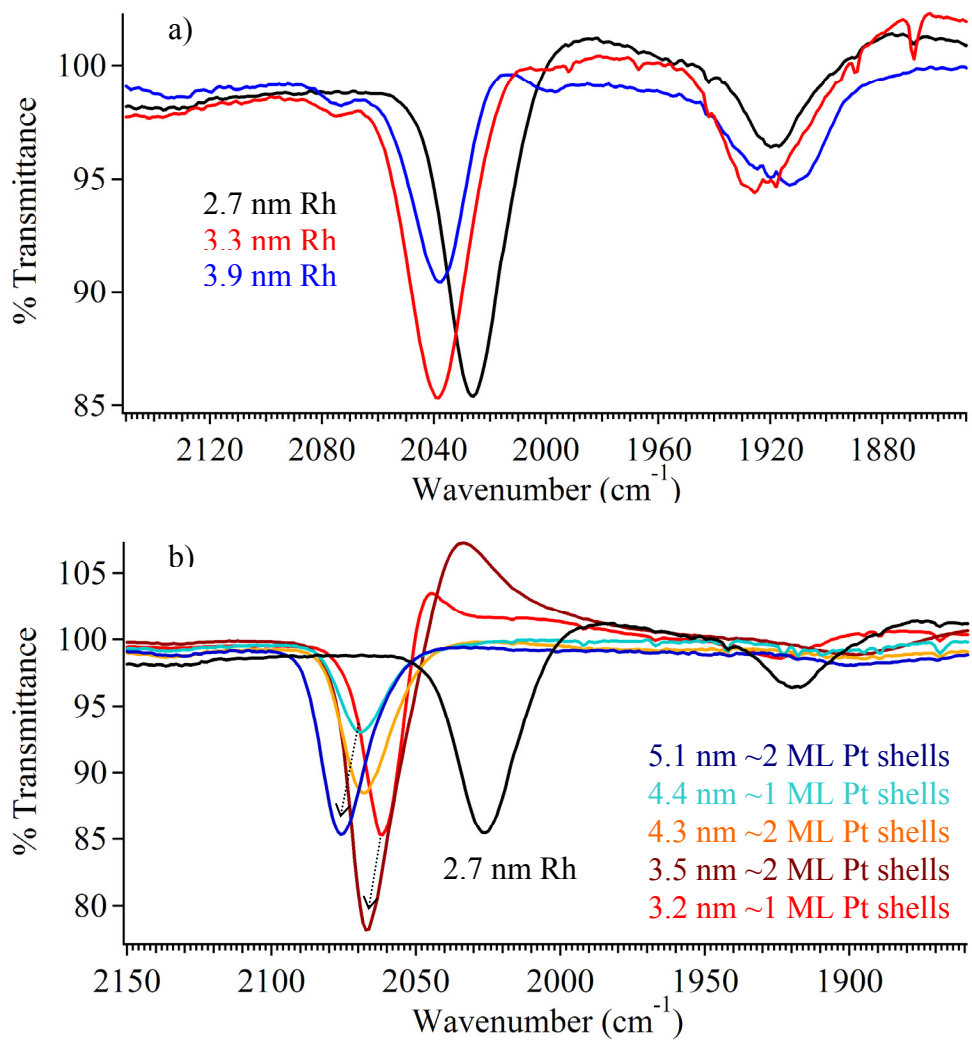 a)
% Transmittance
100
95
90
85
2.7 nm Rh
3.3 nm Rh
3.9 nm Rh
2120 2080 2040 2000 1960 1920 1880
Wavenumber (cm-1)
b)
% Transmittance
105
100
95
90
85
80
2.7 nm Rh
5.1 nm ~2 ML Pt shells
4.4 nm ~1 ML Pt shells
4.3 nm ~2 ML Pt shells
3.5 nm ~2 ML Pt shells
3.2 nm ~1 ML Pt shells
2150 2100 2050 2000 1950 1900
Wavenumber (cm-1)